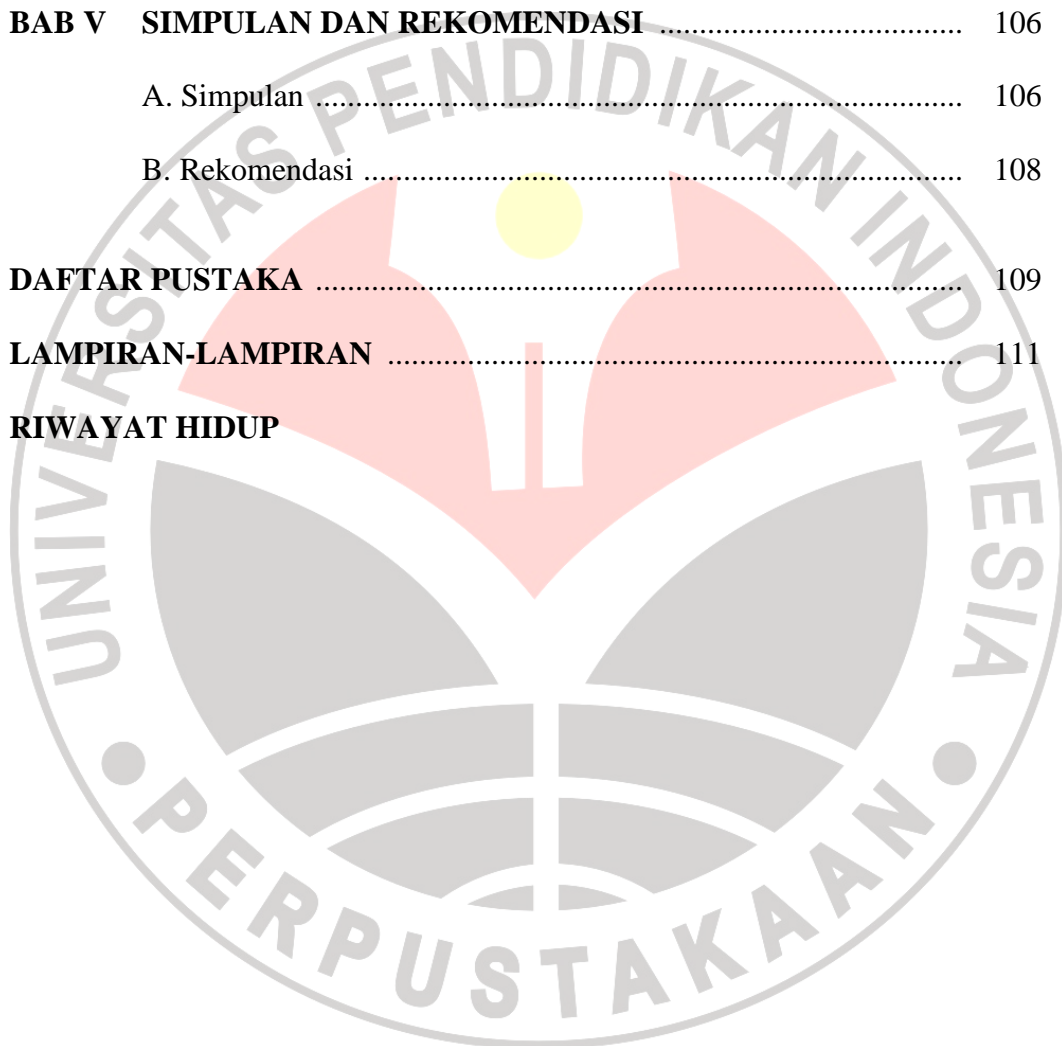 BAB V SIMPULAN DAN REKOMENDASI ...................................... 106
A. Simpulan ................................................................................. 106
B. Rekomendasi ........................................................................... 108
DAFTAR PUSTAKA ................................................................................. 109
LAMPIRAN-LAMPIRAN ........................................................................ 111
RIWAYAT HIDUP
UNIVERSITAS PENDIDIKAN INDONESIA
PERPUSTAKAAN